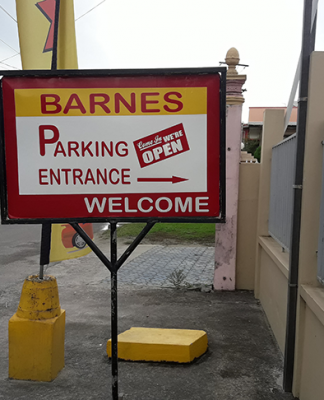 BARNES
PARKING
Come In WE'RE
OPEN
ENTRANCE
WELCOME